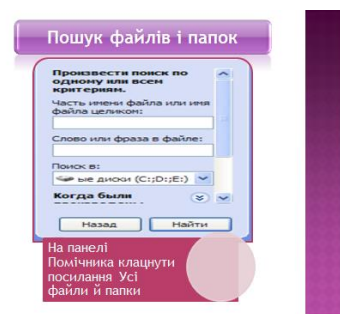 Пошук файлів і папок
Произвести поиск по
одному или всем
критериям.
Часть имени файла или имя
файла целиком:
Слово или фраза в файле:
Поиск в:
ые диски (C:;D:;E:)
Когда были
Назад Найти
На панелі
Помічника клацнути
посилання Усі
файли й папки